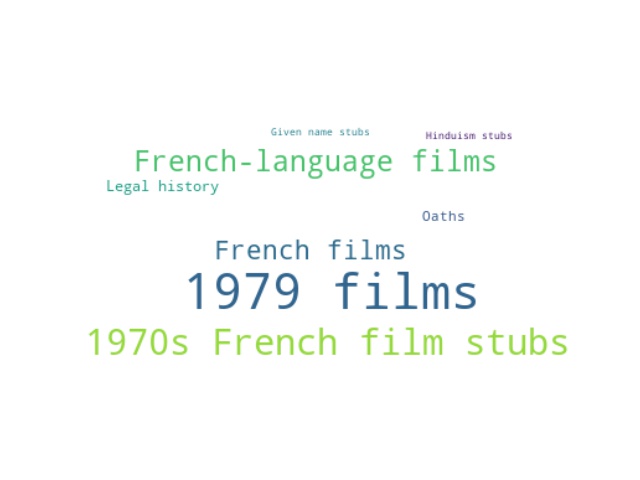 Given name stubs
Hinduism stubs
French-language films
Legal history
Oaths
French films
1979 films
1970s French film stubs